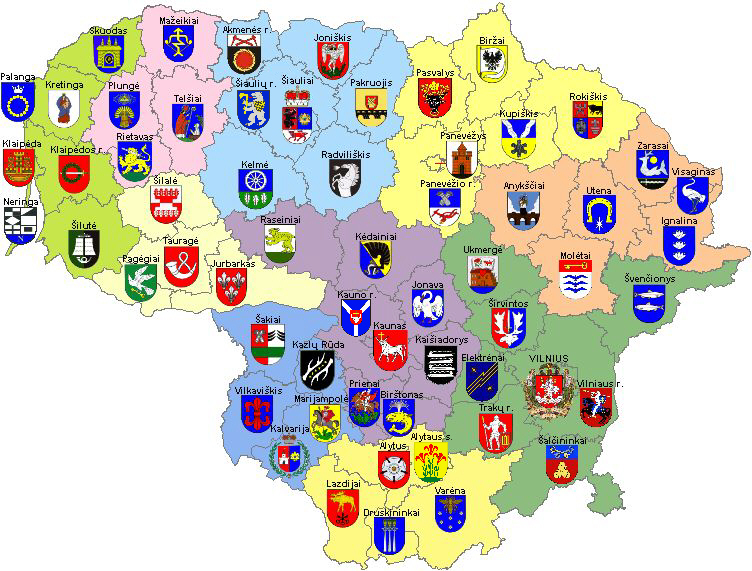 Mažeikiai
Skuodas
Akmenės r.
Joniškis
Biržai
Palanga
Kretinga
Plungė
Telšiai
Šiaulių r.
Šiauliai
Pakruojis
Pasvalys
Rokiškis
Kupiškis
Klaipėda
Klaipėdos r.
Rietavas
Panevėžys
Zarasai
Visaginas
Kelmė
Radviliškis
Šilalė
Panevėžio r.
Anykščiai
Utena
Neringa
Šilutė
Ignalina
Raseiniai
Kėdainiai
Tauragė
Pagėgiai
Jurbarkas
Ukmergė
Molėtai
Švenčionys
Kauno r.
Jonava
Širvintos
Šakiai
Kaunas
Kaišiadorys
Kazlų Rūda
Elektrėnai
VILNIUS
Vilkaviškis
Marijampolė
Prienai
Birštonas
Vilniaus r.
Kalvarija
Trakų r.
Alytus
Alytaus s.
Šalčininkai
Lazdijai
Druskininkai
Varėna